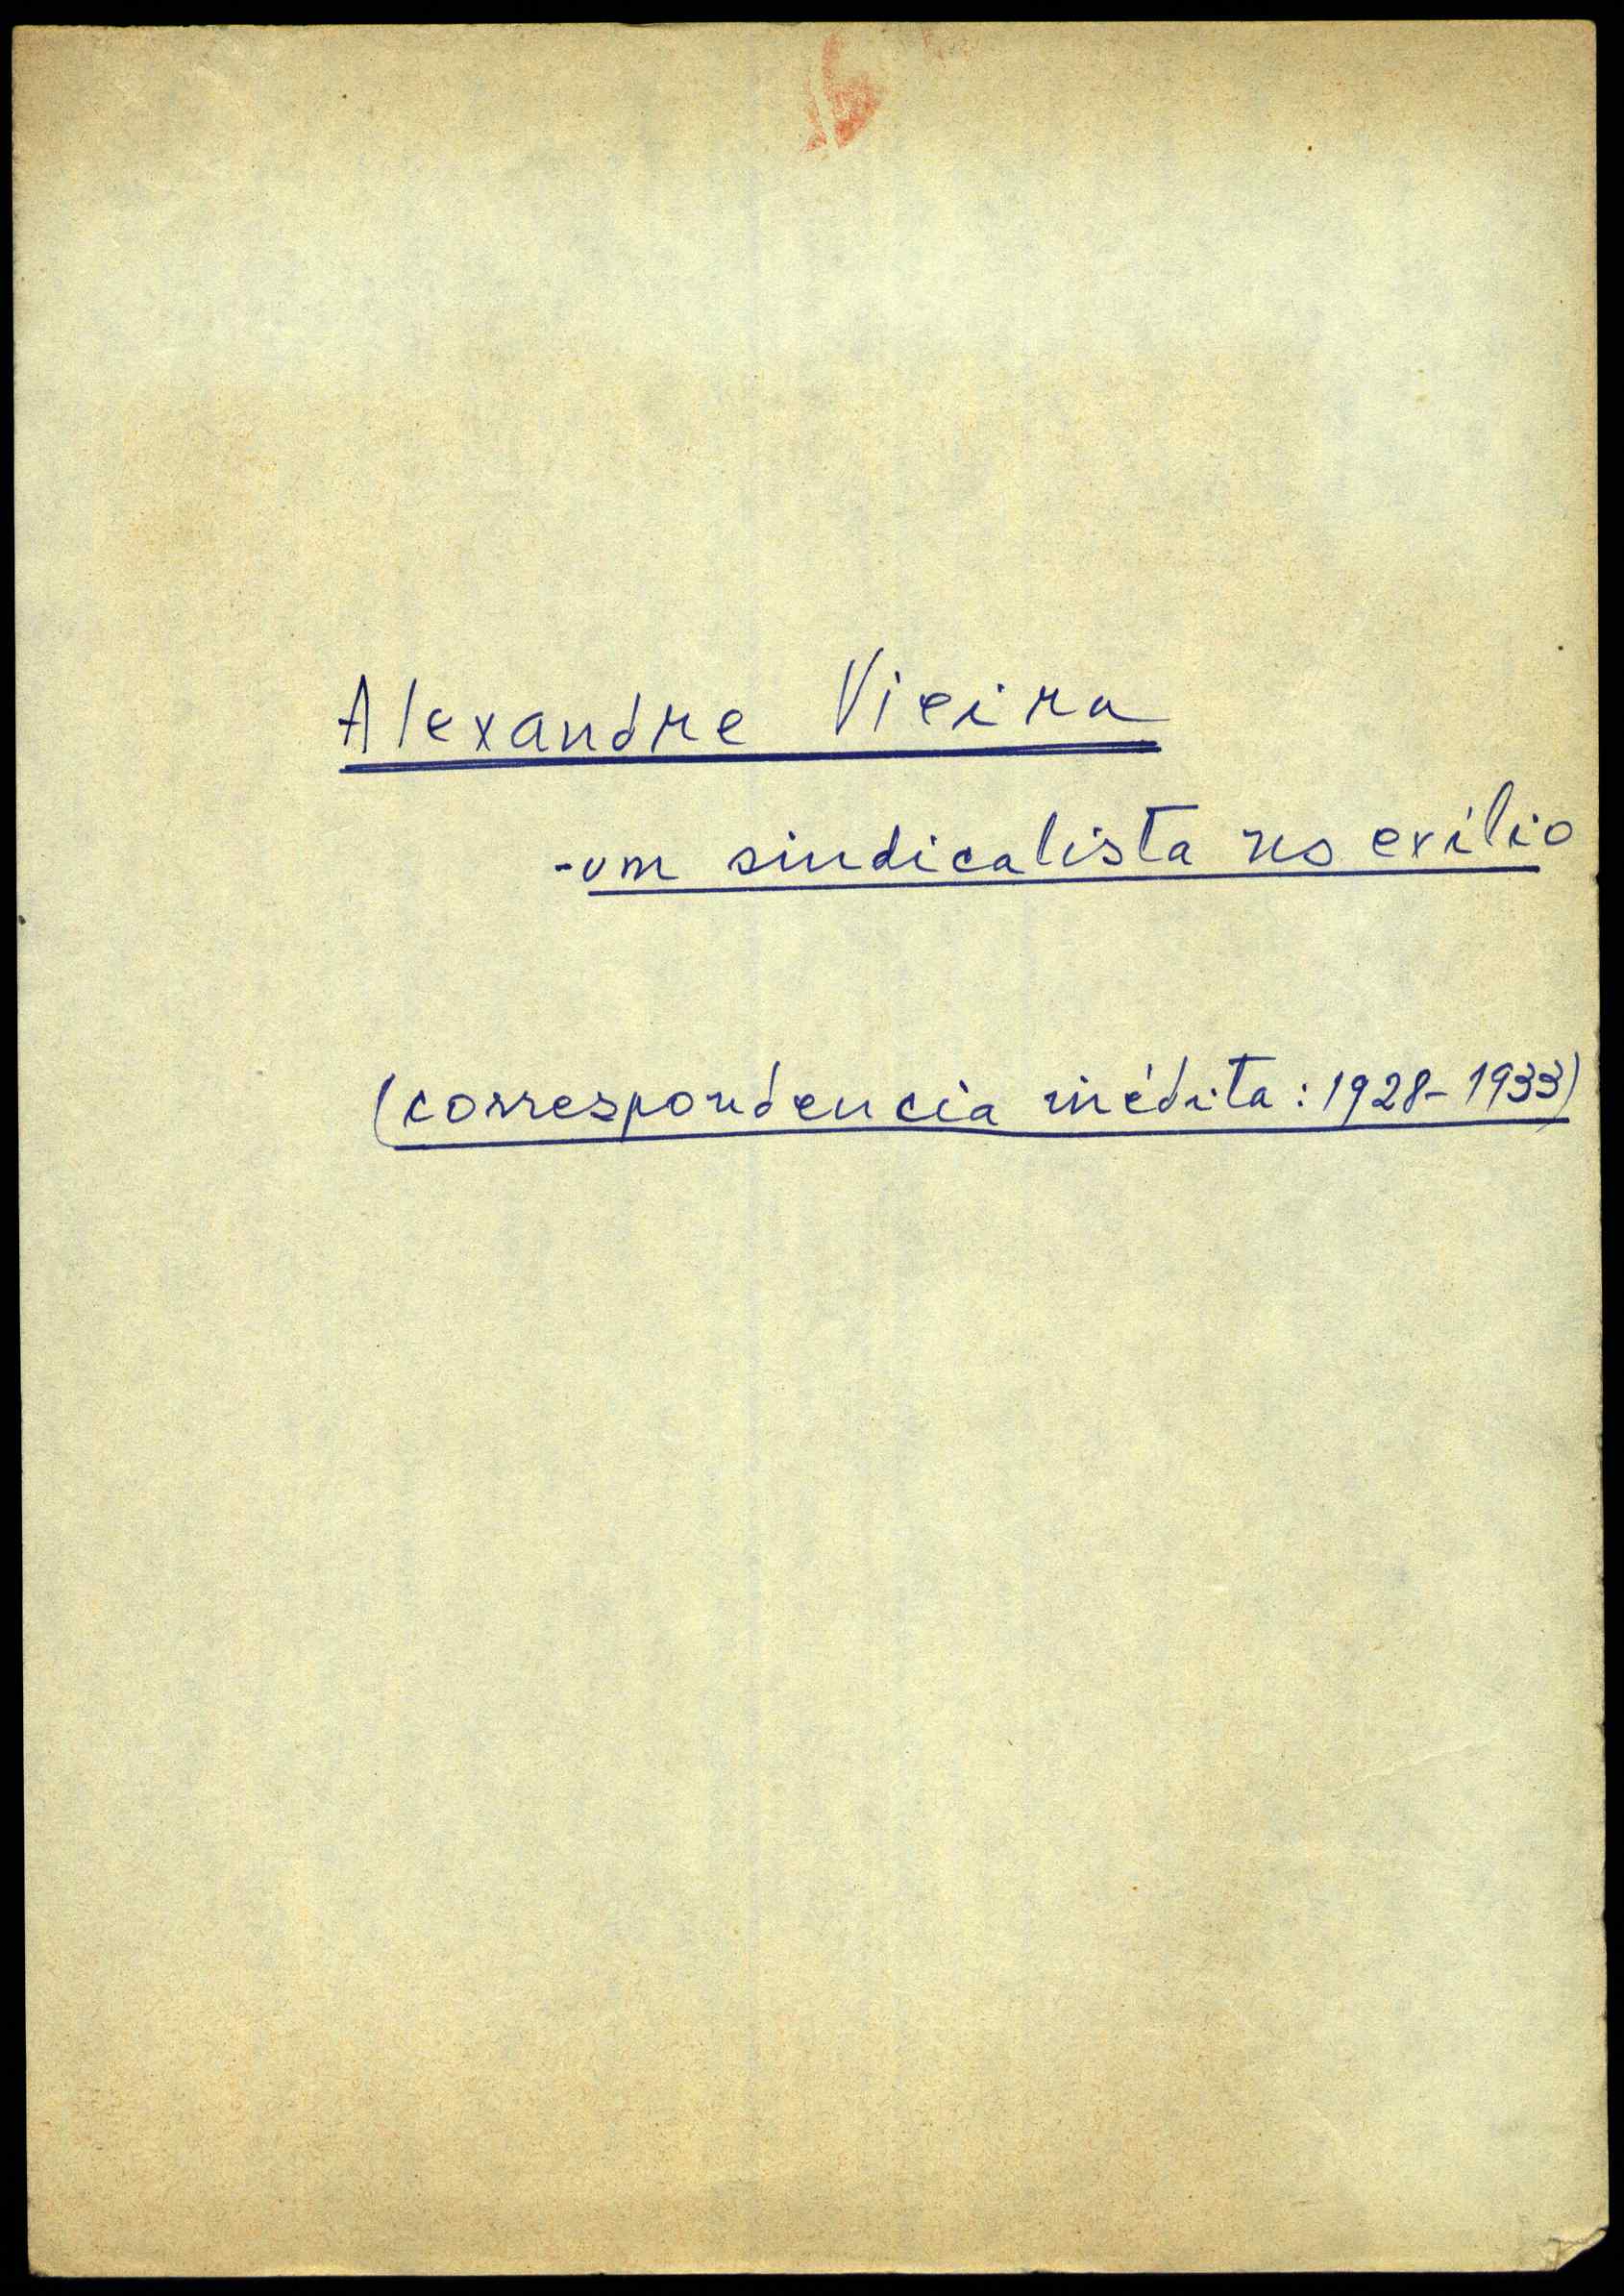 Alexandre Vieira
-um sindicalista no exílio
(correspondencia inédita: 1928-1933)